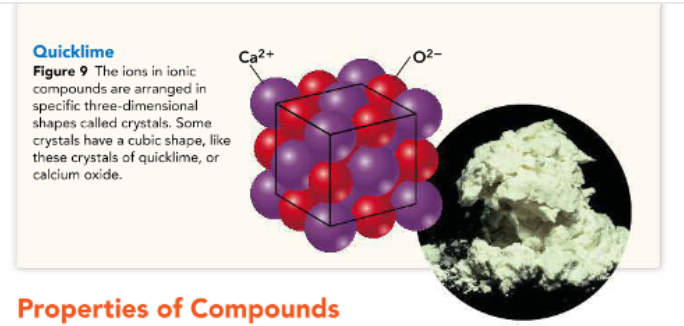 Quicklime
Figure 9 The ions in ionic
compounds are arranged in
specific three-dimensional
shapes called crystals. Some
crystals have a cubic shape, like
these crystals of quicklime, or
calcium oxide.
Ca²⁺
O²⁻
Properties of Compounds